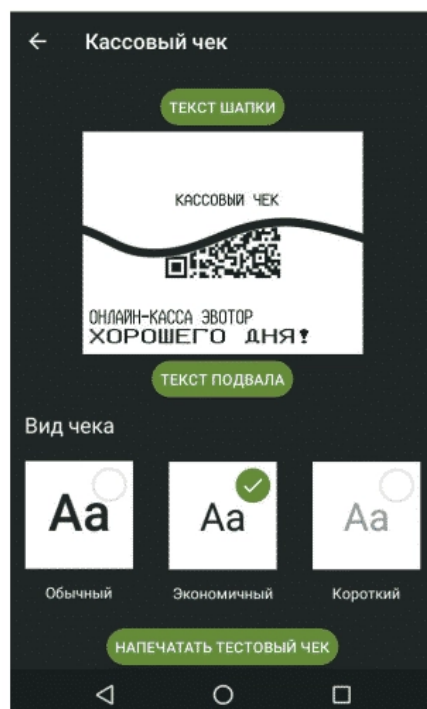 Кассовый чек
ТЕКСТ ШАПКИ
КАССОВЫЙ ЧЕК
ОНЛАЙН-КАССА ЭВОТОР
ХОРОШЕГО ДНЯ!
ТЕКСТ ПОДВАЛА
Вид чека
Аа Аа Аа
Обычный Экономичный Короткий
НАПЕЧАТАТЬ ТЕСТОВЫЙ ЧЕК